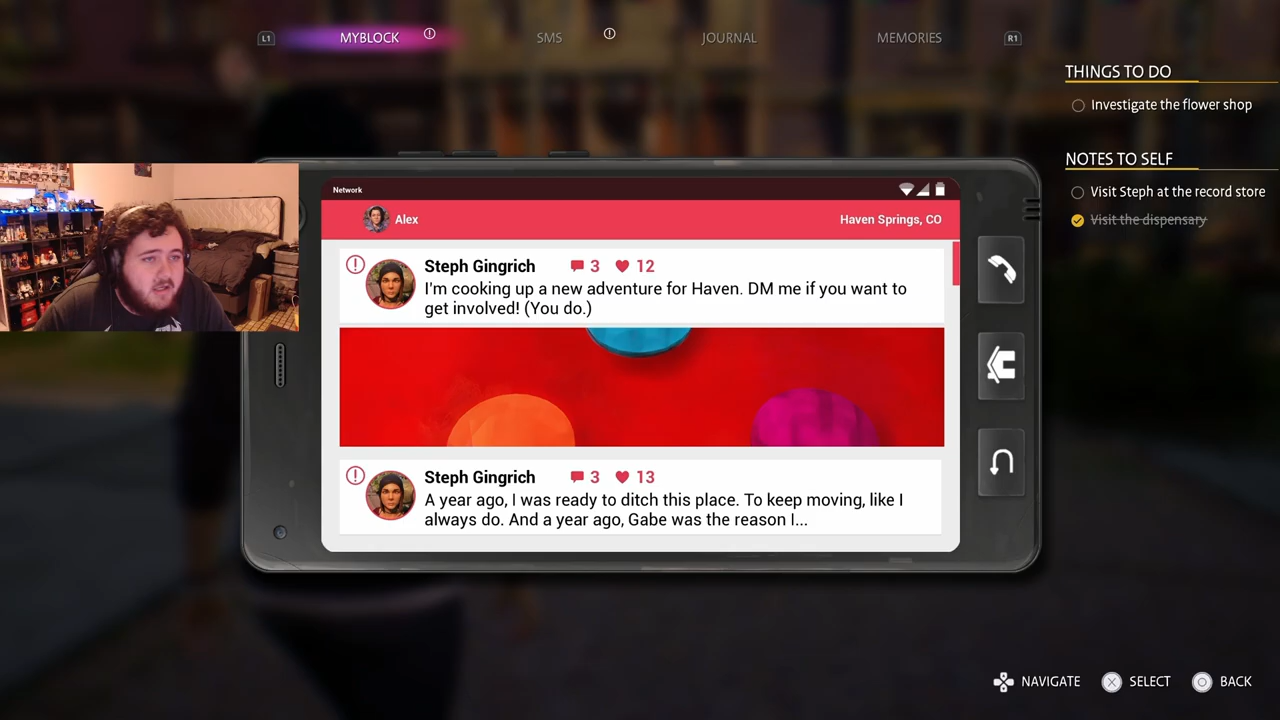 L1
MYBLOCK
SMS
JOURNAL
MEMORIES
R1
THINGS TO DO
Investigate the flower shop
NOTES TO SELF
Visit Steph at the record store
Visit the dispensary
Network
Alex
Haven Springs, CO
Steph Gingrich 3 12
I'm cooking up a new adventure for Haven. DM me if you want to
get involved! (You do.)
Steph Gingrich 3 13
A year ago, I was ready to ditch this place. To keep moving, like I
always do. And a year ago, Gabe was the reason I...
NAVIGATE
SELECT
BACK